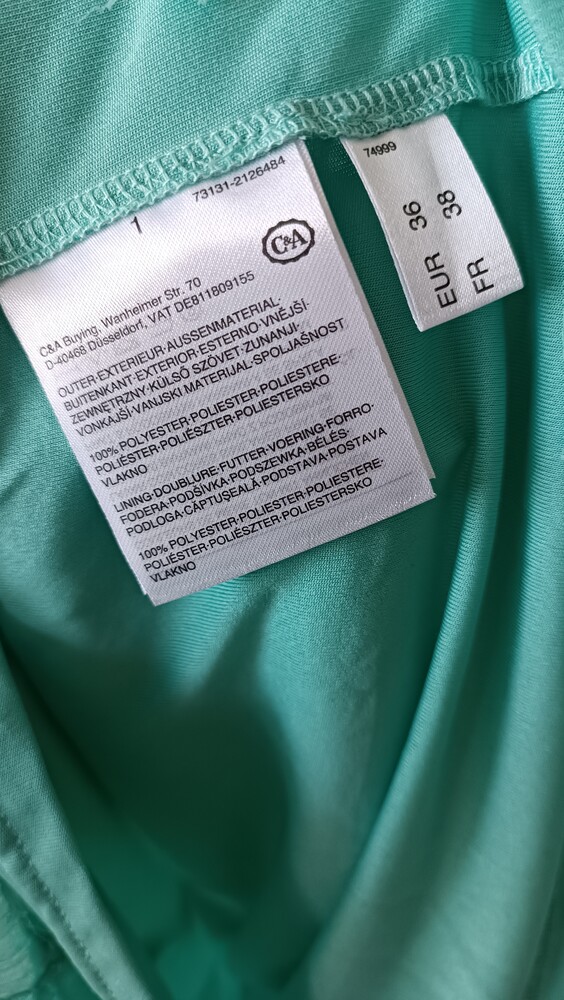 73131-2126484
1
C&A
C&A Buying, Wanheimer Str. 70
D-40468 Düsseldorf, VAT DE811809155
OUTER·EXTERIEUR·AUSSENMATERIAL·
BUITENKANT·EXTERIOR·ESTERNO·VNĚJŠÍ·
ZEWNĘTRZNY·KÜLSŐ SZÖVET·ZUNANJI·
VONKAJŠÍ·VANJSKI MATERIJAL·SPOLJAŠNOST
100% POLYESTER·POLIESTER·POLIESTERE·
POLIÉSTER·POLIÉSZTER·POLIESTERSKO
VLAKNO
LINING·DOUBLURE·FUTTER·VOERING·FORRO·
FODERA·PODŠÍVKA·PODSZEWKA·BÉLÉS·
PODLOGA·CĂPTUŞEALĂ·PODSTAVA·POSTAVA
100% POLYESTER·POLIESTER·POLIESTERE·
POLIÉSTER·POLIÉSZTER·POLIESTERSKO
VLAKNO
74999
EUR 36
FR 38